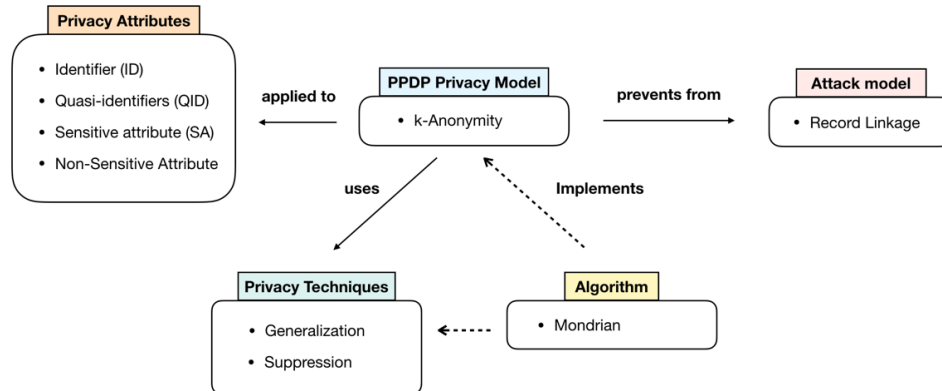 Privacy Attributes
• Identifier (ID)
• Quasi-identifiers (QID)
• Sensitive attribute (SA)
• Non-Sensitive Attribute
applied to
PPDP Privacy Model
• k-Anonymity
prevents from
Attack model
• Record Linkage
uses
Implements
Privacy Techniques
• Generalization
• Suppression
Algorithm
• Mondrian